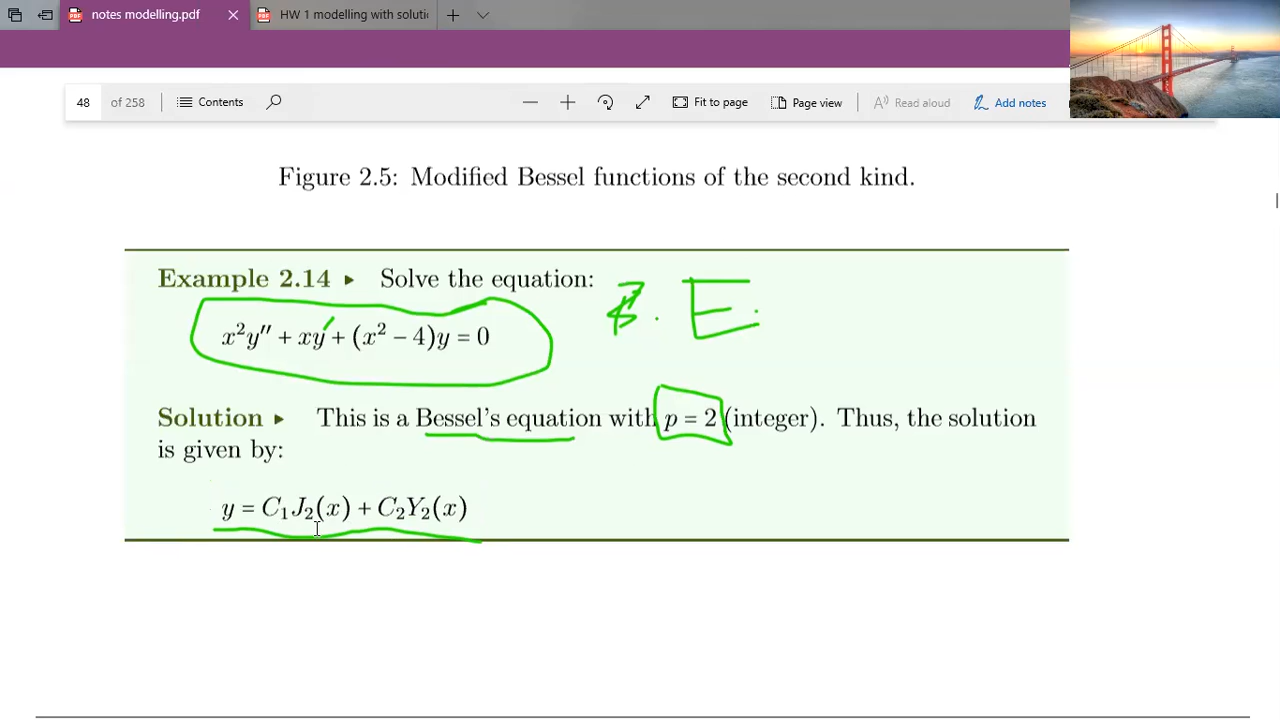 notes modelling.pdf
HW 1 modelling with soluti
48 of 258 Contents Fit to page Page view Read aloud Add notes
Figure 2.5: Modified Bessel functions of the second kind.
Example 2.14 ▸ Solve the equation:
B. E.
x²y″ + xy′ + (x² − 4)y = 0
Solution ▸ This is a Bessel's equation with p = 2 (integer). Thus, the solution
is given by:
y = C₁J₂(x) + C₂Y₂(x)